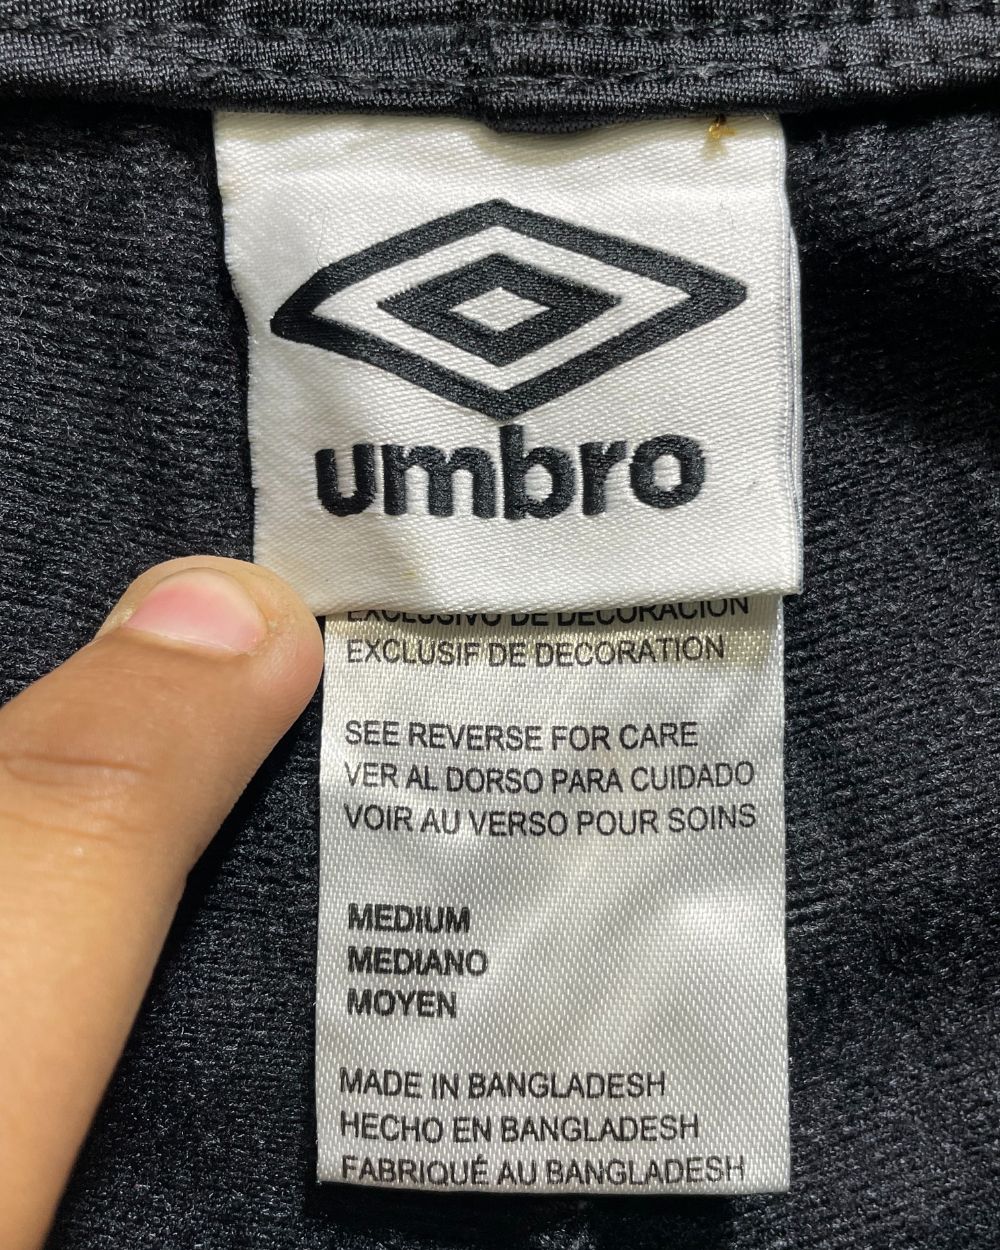 umbro
EXCLUSIVO DE DECORACION
EXCLUSIF DE DECORATION
SEE REVERSE FOR CARE
VER AL DORSO PARA CUIDADO
VOIR AU VERSO POUR SOINS
MEDIUM
MEDIANO
MOYEN
MADE IN BANGLADESH
HECHO EN BANGLADESH
FABRIQUÉ AU BANGLADESH